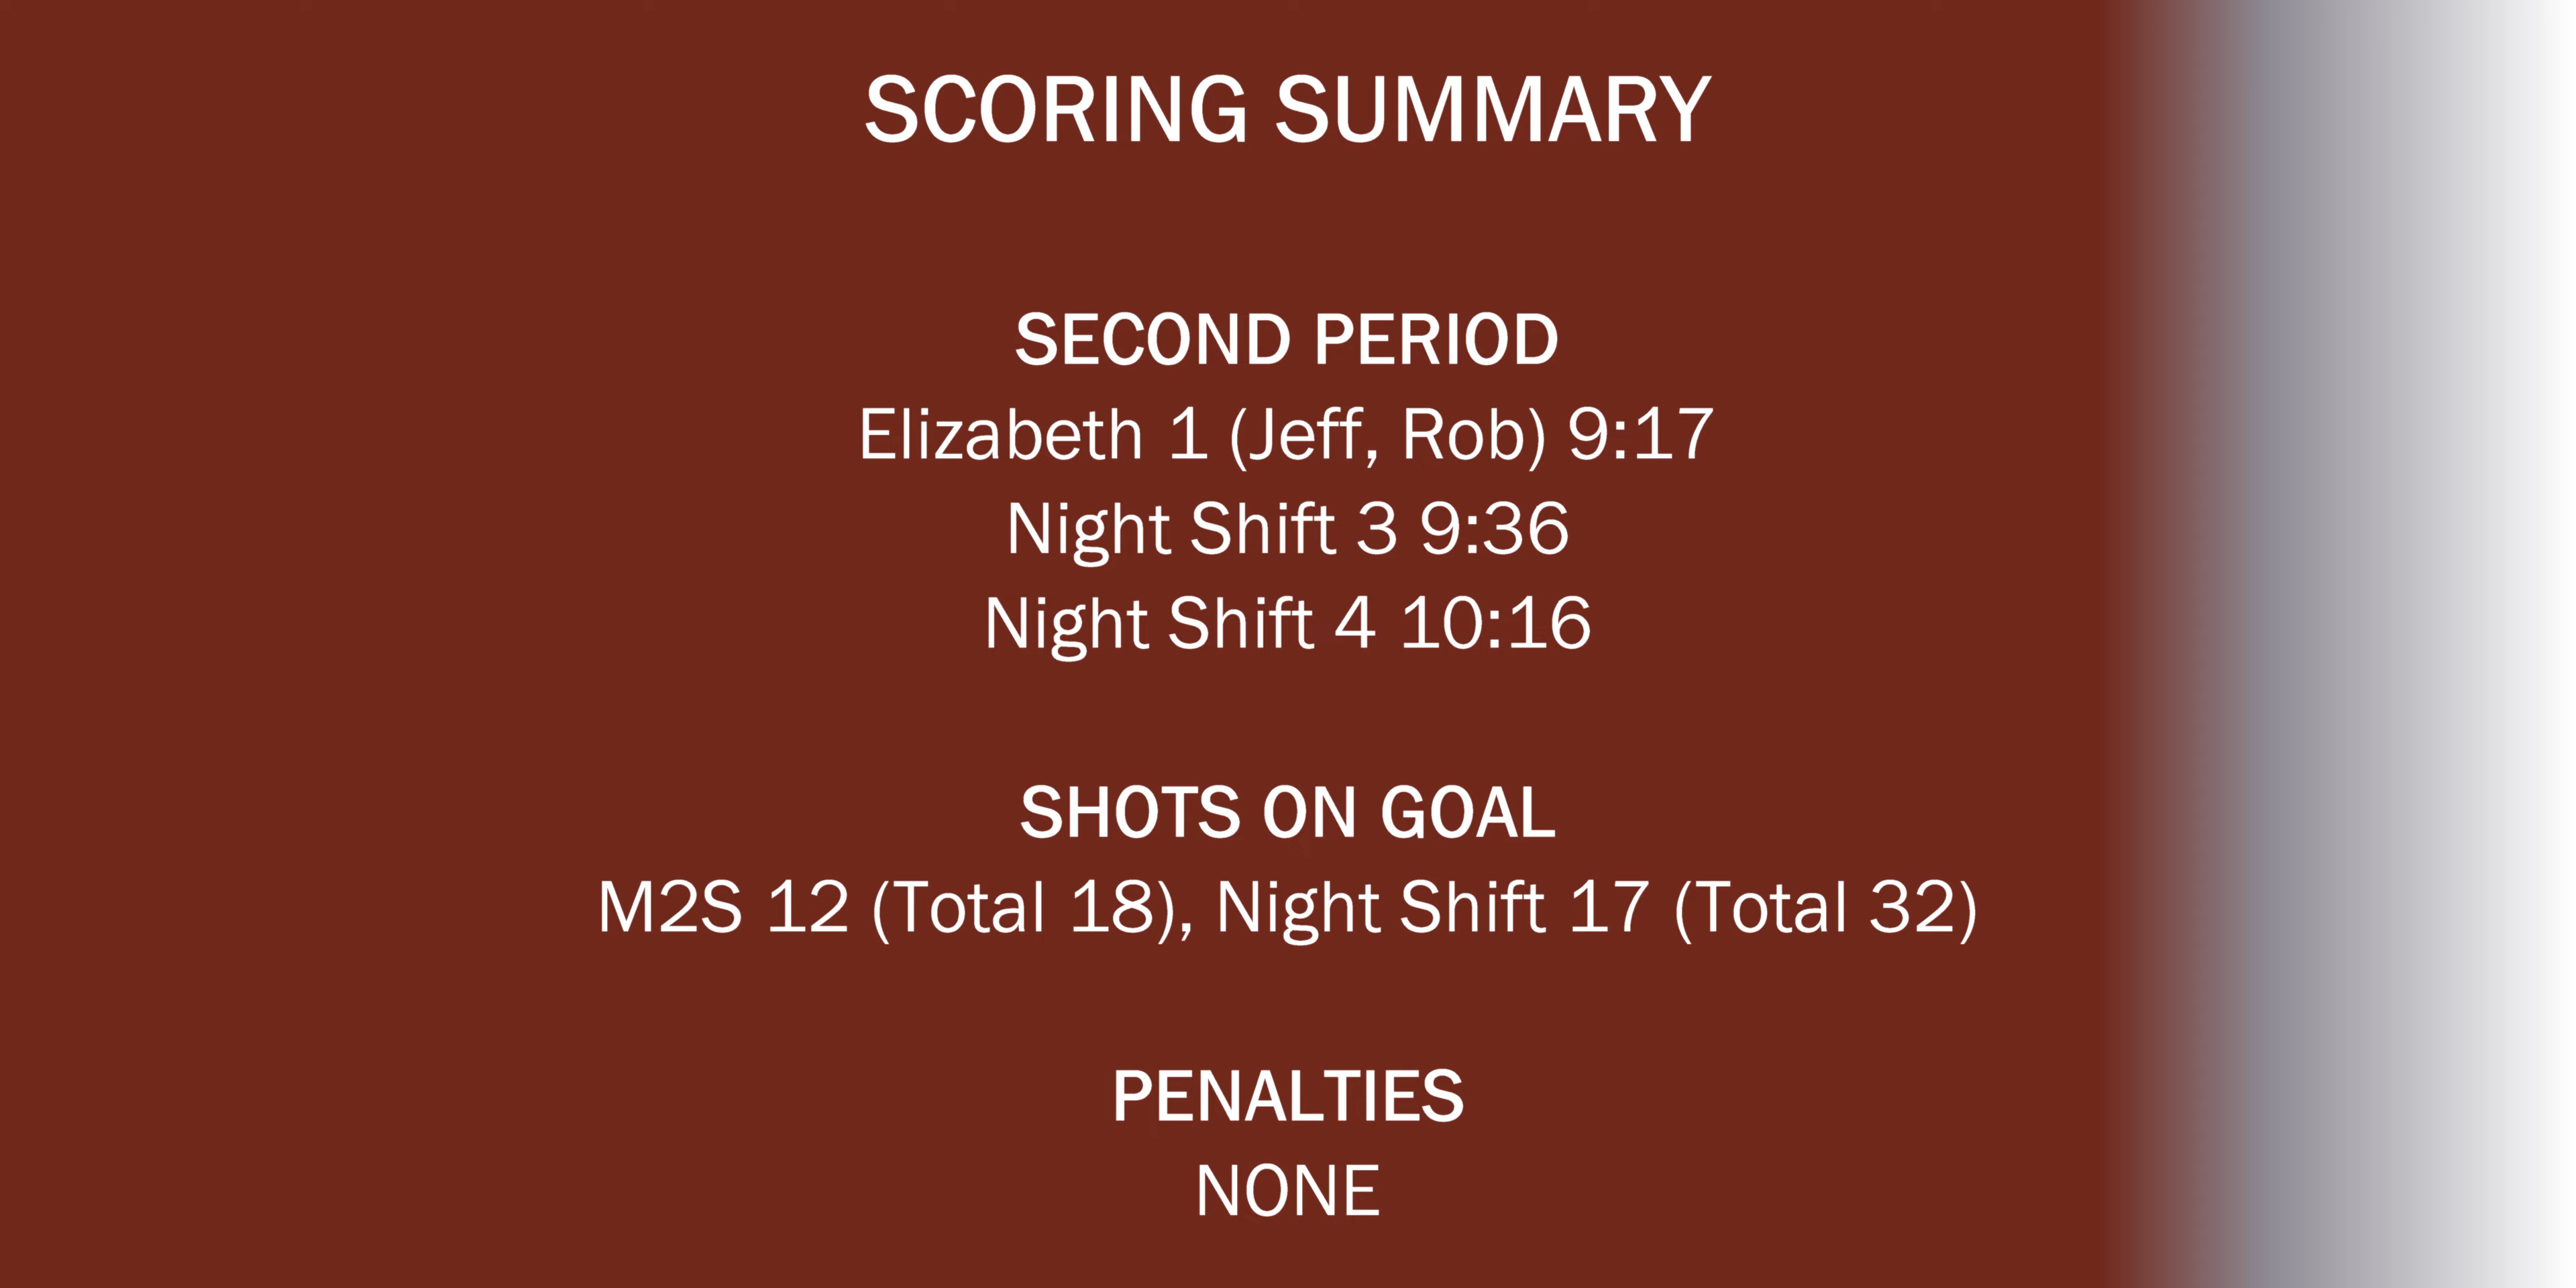 SCORING SUMMARY
SECOND PERIOD
Elizabeth 1 (Jeff, Rob) 9:17
Night Shift 3 9:36
Night Shift 4 10:16
SHOTS ON GOAL
M2S 12 (Total 18), Night Shift 17 (Total 32)
PENALTIES
NONE